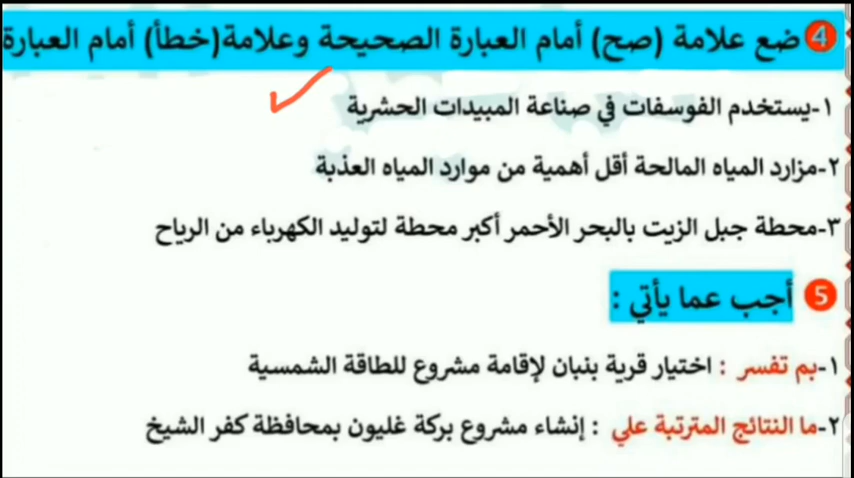 4 ضع علامة (صح) أمام العبارة الصحيحة وعلامة(خطأ) أمام العبارة
١-يستخدم الفوسفات في صناعة المبيدات الحشرية
٢-مزارد المياه المالحة أقل أهمية من موارد المياه العذبة
٣-محطة جبل الزيت بالبحر الأحمر أكبر محطة لتوليد الكهرباء من الرياح
5 أجب عما يأتي :
١-بم تفسر : اختيار قرية بنبان لإقامة مشروع للطاقة الشمسية
٢-ما النتائج المترتبة علي : إنشاء مشروع بركة غليون بمحافظة كفر الشيخ